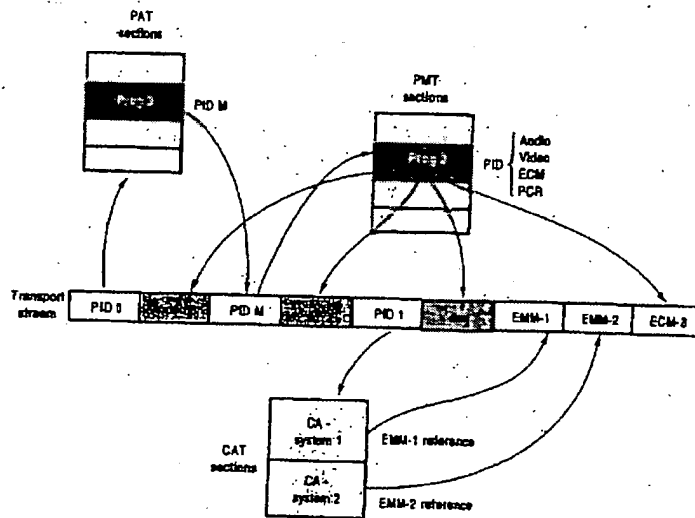 PAT
sections
Prog 3
PID M
PMT
sections
Prog 3
PID
Audio
Video
ECM
PCR
Transport
stream
PID 0
PID M
PID 1
EMM-1
EMM-2
ECM-3
CAT
sections
CA -
system 1
CA -
system 2
EMM-1 reference
EMM-2 reference